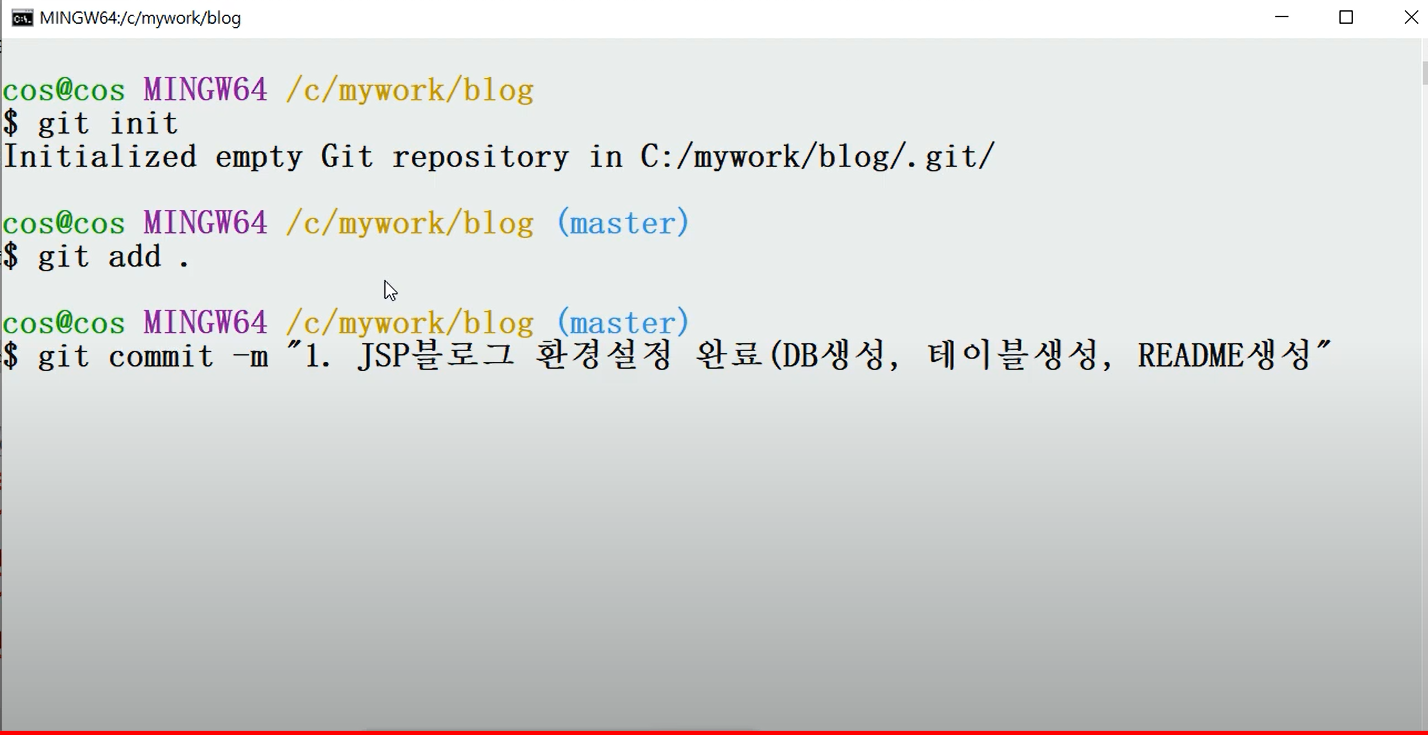 MINGW64:/c/mywork/blog
cos@cos MINGW64 /c/mywork/blog
$ git init
Initialized empty Git repository in C:/mywork/blog/.git/
cos@cos MINGW64 /c/mywork/blog (master)
$ git add .
cos@cos MINGW64 /c/mywork/blog (master)
$ git commit -m "1. JSP블로그 환경설정 완료(DB생성, 테이블생성, README생성"